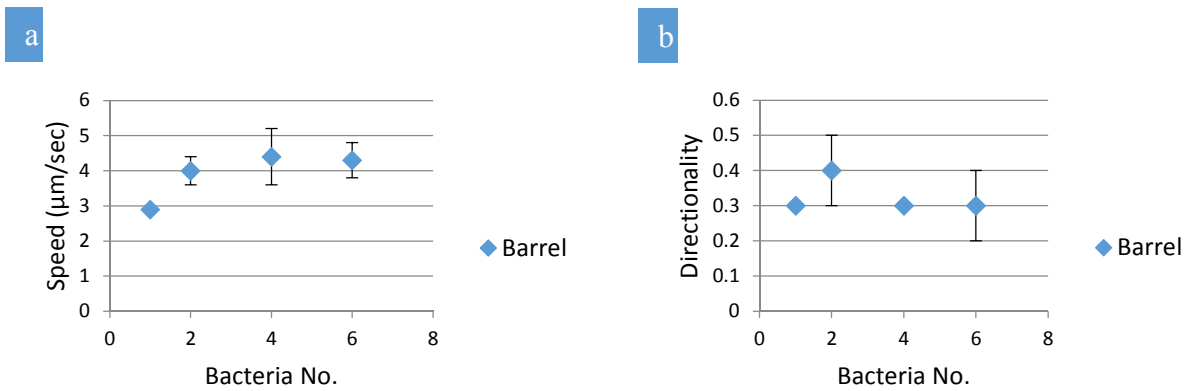 a
Speed (μm/sec)
6
5
4
3
2
1
0
0 2 4 6 8
Bacteria No.
Barrel
b
Directionality
0.6
0.5
0.4
0.3
0.2
0.1
0
0 2 4 6 8
Bacteria No.
Barrel